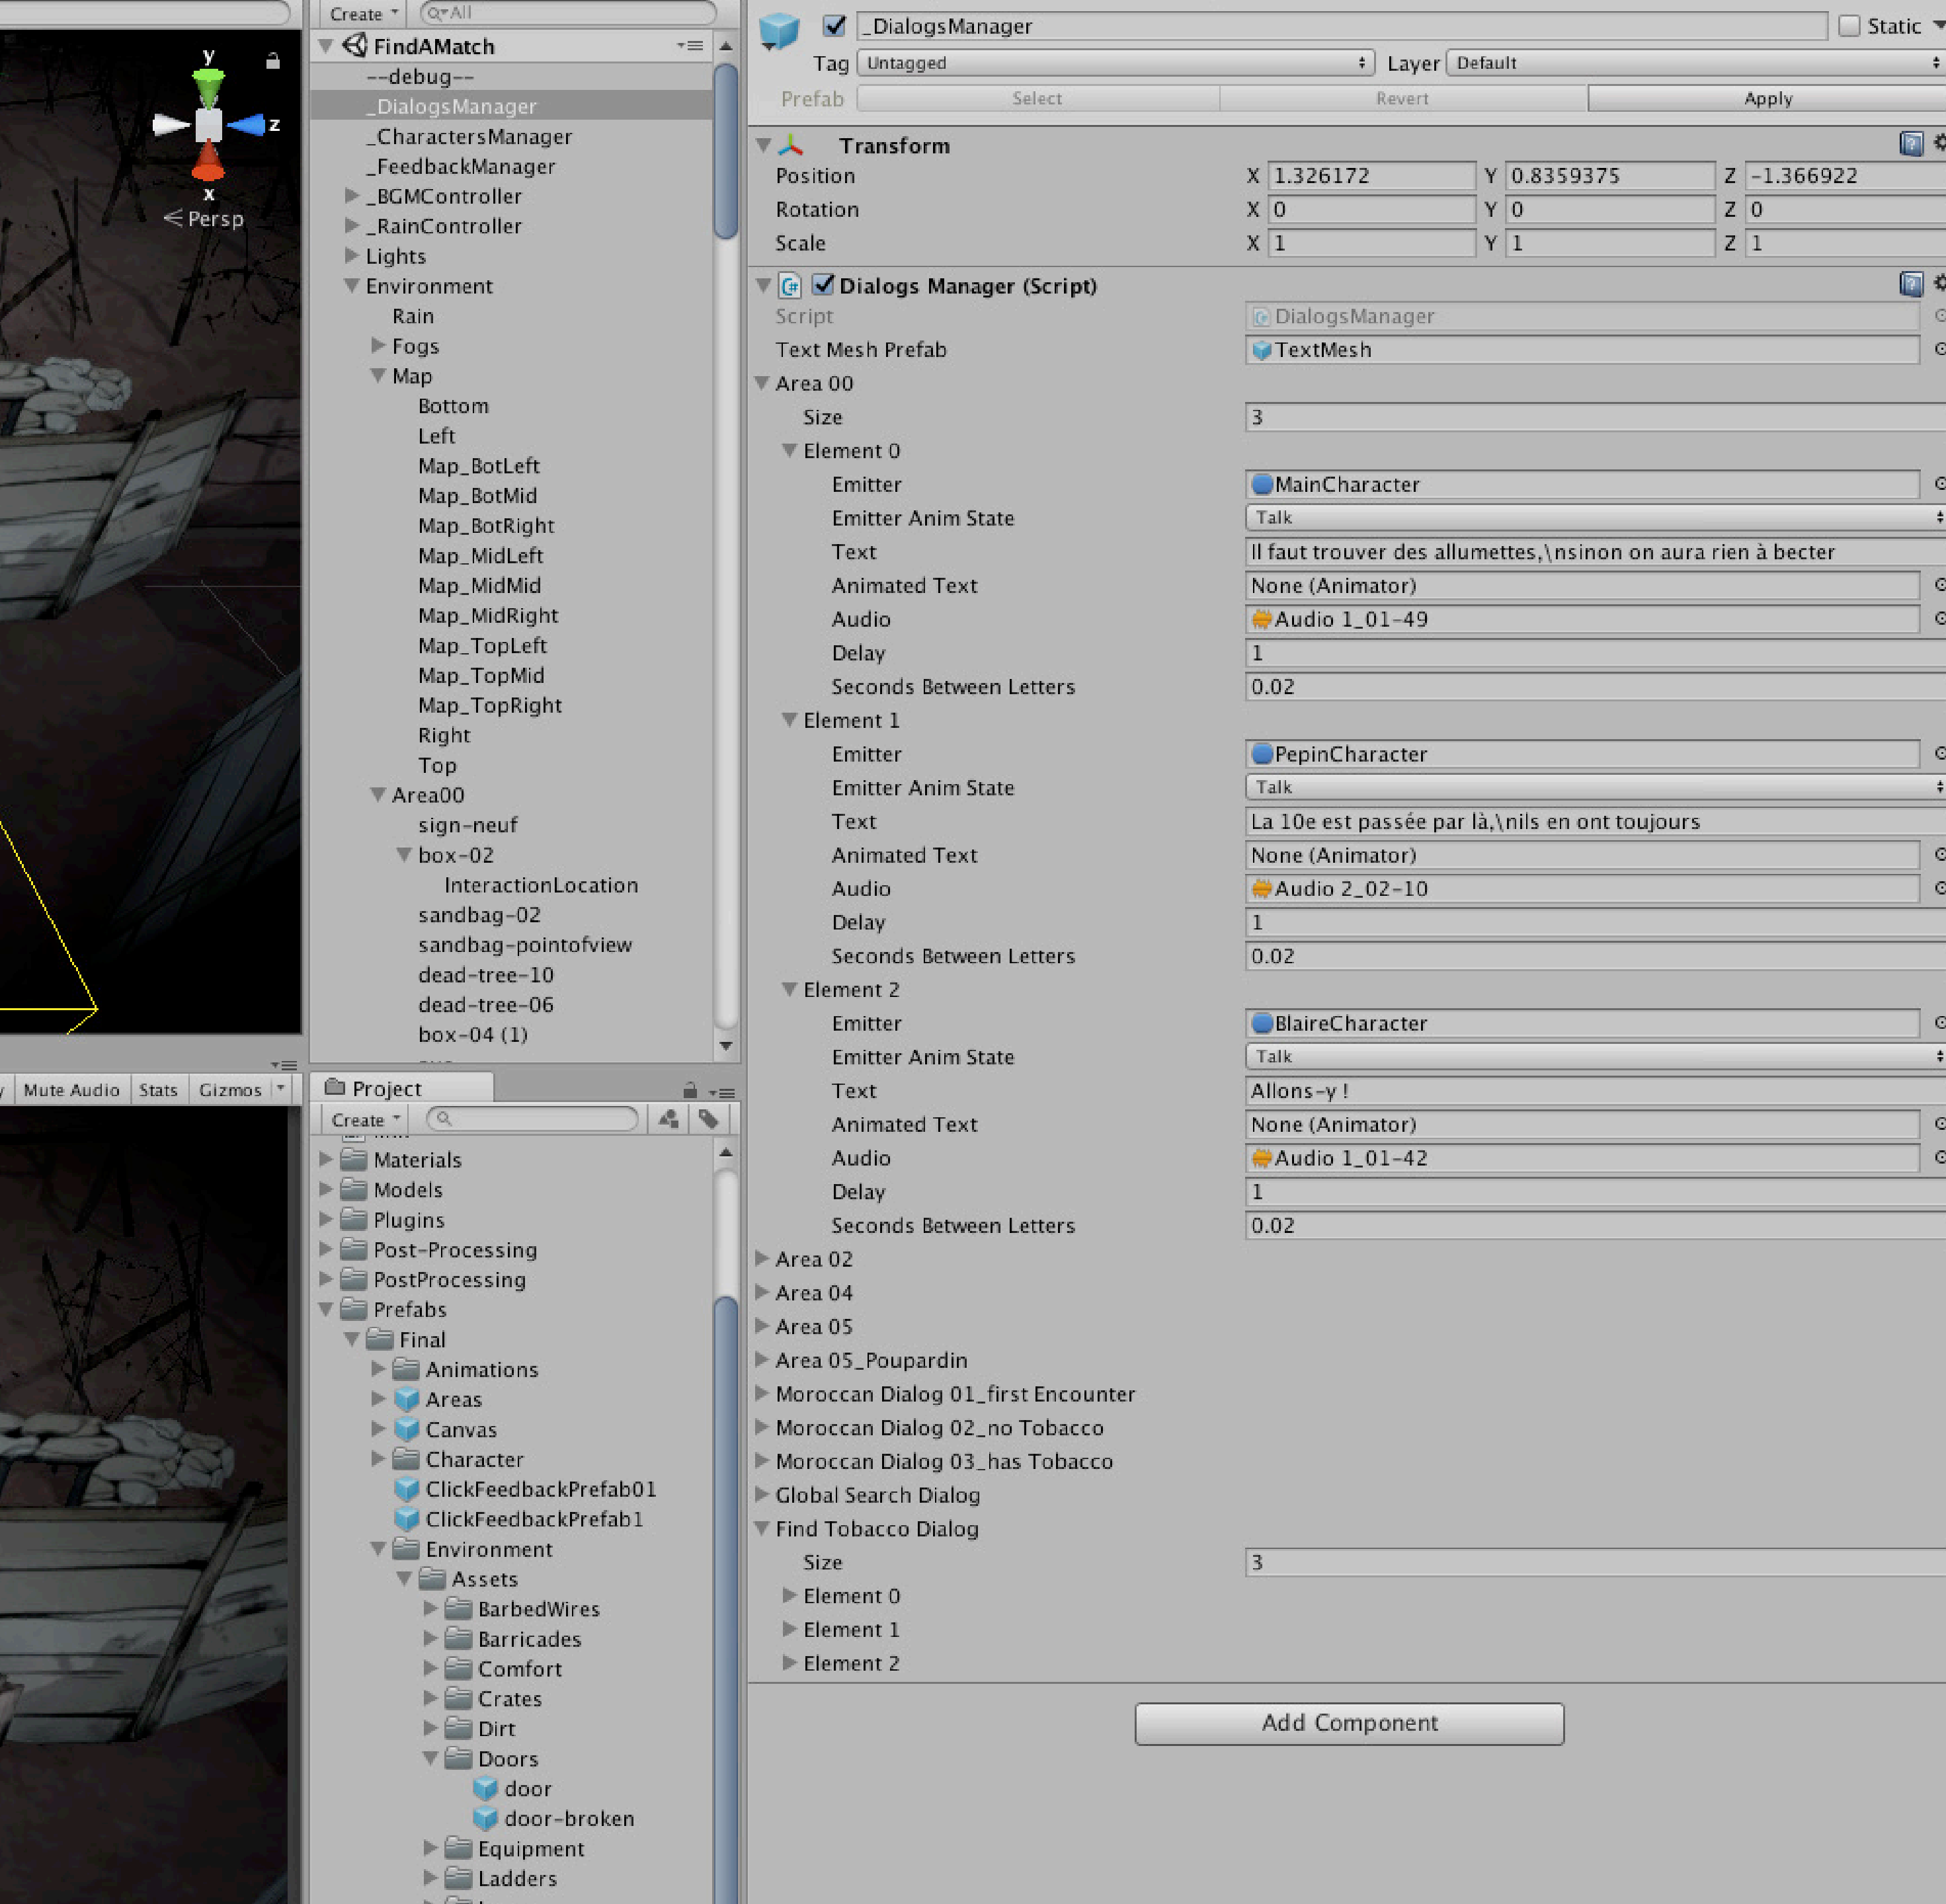 Create
All
FindAMatch
--debug--
_DialogsManager
_CharactersManager
_FeedbackManager
_BGMController
_RainController
Lights
Environment
Rain
Fogs
Map
Bottom
Left
Map_BotLeft
Map_BotMid
Map_BotRight
Map_MidLeft
Map_MidMid
Map_MidRight
Map_TopLeft
Map_TopMid
Map_TopRight
Right
Top
Area00
sign-neuf
box-02
InteractionLocation
sandbag-02
sandbag-pointofview
dead-tree-10
dead-tree-06
box-04 (1)
y
z
x
Persp
Mute Audio Stats Gizmos
Project
Create
Materials
Models
Plugins
Post-Processing
PostProcessing
Prefabs
Final
Animations
Areas
Canvas
Character
ClickFeedbackPrefab01
ClickFeedbackPrefab1
Environment
Assets
BarbedWires
Barricades
Comfort
Crates
Dirt
Doors
door
door-broken
Equipment
Ladders
_DialogsManager Static
Tag Untagged Layer Default
Prefab Select Revert Apply
Transform
Position X 1.326172 Y 0.8359375 Z -1.366922
Rotation X 0 Y 0 Z 0
Scale X 1 Y 1 Z 1
Dialogs Manager (Script)
Script DialogsManager
Text Mesh Prefab TextMesh
Area 00
Size 3
Element 0
Emitter MainCharacter
Emitter Anim State Talk
Text Il faut trouver des allumettes,\nsinon on aura rien à becter
Animated Text None (Animator)
Audio Audio 1_01-49
Delay 1
Seconds Between Letters 0.02
Element 1
Emitter PepinCharacter
Emitter Anim State Talk
Text La 10e est passée par là,\nils en ont toujours
Animated Text None (Animator)
Audio Audio 2_02-10
Delay 1
Seconds Between Letters 0.02
Element 2
Emitter BlaireCharacter
Emitter Anim State Talk
Text Allons-y !
Animated Text None (Animator)
Audio Audio 1_01-42
Delay 1
Seconds Between Letters 0.02
Area 02
Area 04
Area 05
Area 05_Poupardin
Moroccan Dialog 01_first Encounter
Moroccan Dialog 02_no Tobacco
Moroccan Dialog 03_has Tobacco
Global Search Dialog
Find Tobacco Dialog
Size 3
Element 0
Element 1
Element 2
Add Component